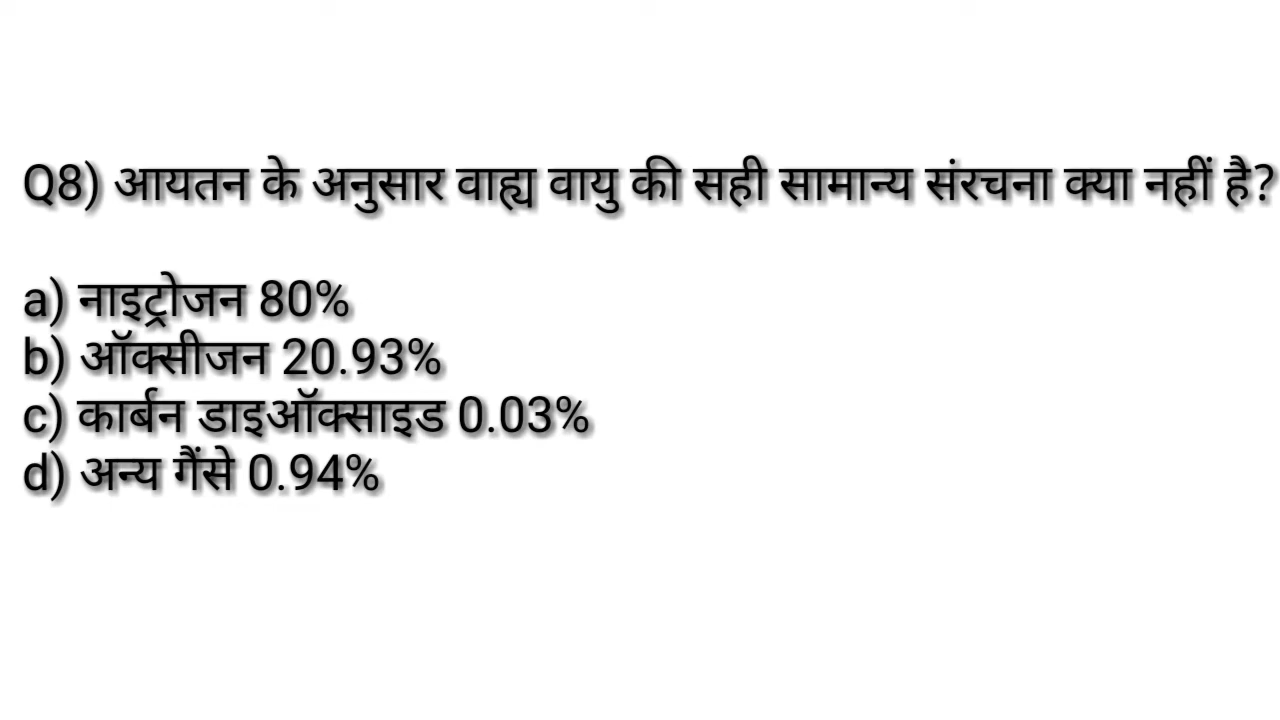 Q8) आयतन के अनुसार वाह्य वायु की सही सामान्य संरचना क्या नहीं है?
a) नाइट्रोजन 80%
b) ऑक्सीजन 20.93%
c) कार्बन डाइऑक्साइड 0.03%
d) अन्य गैंसे 0.94%